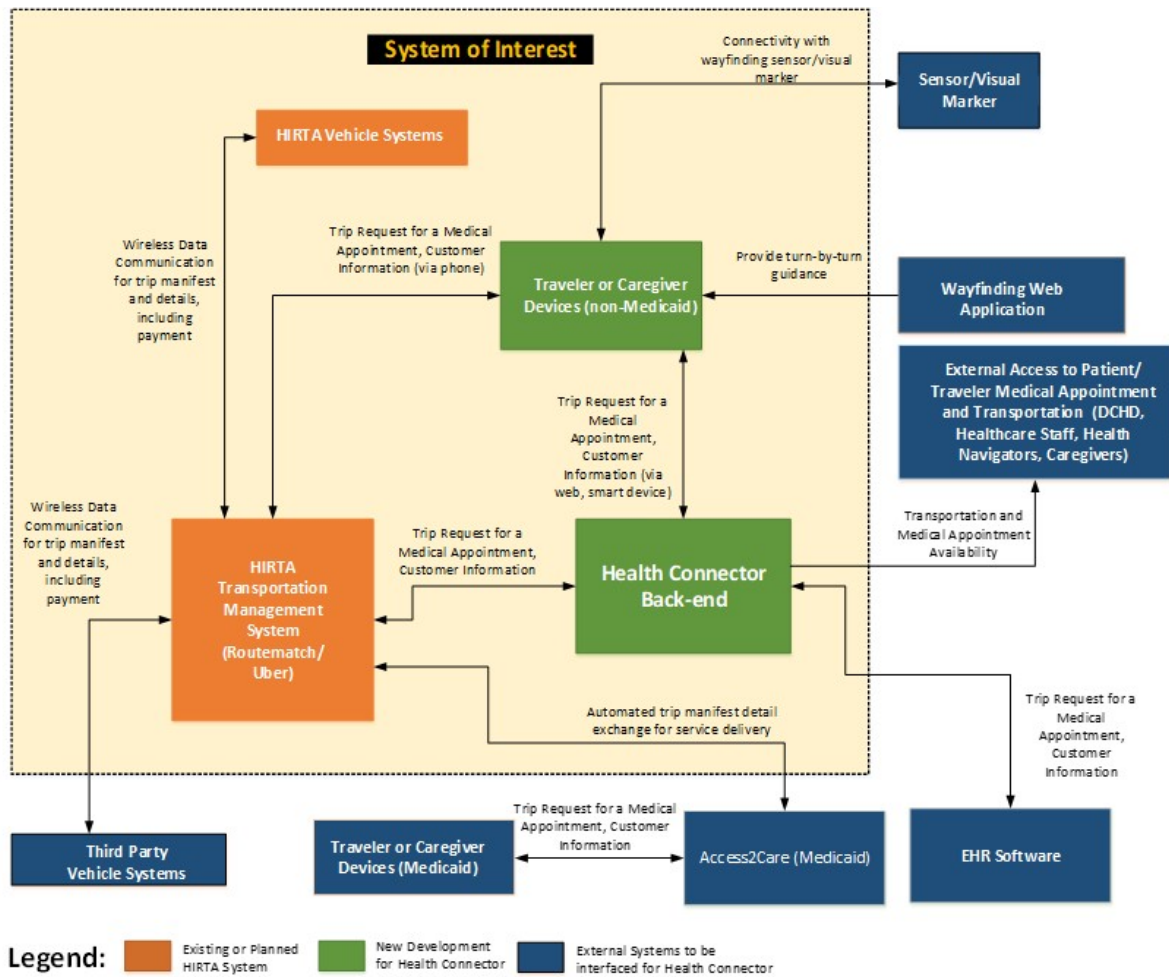 System of Interest
Connectivity with
wayfinding sensor/visual
marker
Sensor/Visual
Marker
HIRTA Vehicle Systems
Wireless Data
Communication
for trip manifest
and details,
including
payment
Trip Request for a Medical
Appointment, Customer
Information (via phone)
Traveler or Caregiver
Devices (non-Medicaid)
Provide turn-by-turn
guidance
Wayfinding Web
Application
External Access to Patient/
Traveler Medical Appointment
and Transportation (DCHD,
Healthcare Staff, Health
Navigators, Caregivers)
Trip Request for a
Medical
Appointment,
Customer
Information (via
web, smart device)
Wireless Data
Communication
for trip manifest
and details,
including
payment
HIRTA
Transportation
Management
System
(Routematch/
Uber)
Trip Request for a
Medical Appointment,
Customer Information
Health Connector
Back-end
Transportation and
Medical Appointment
Availability
Automated trip manifest detail
exchange for service delivery
Trip Request for a
Medical
Appointment,
Customer
Information
Third Party
Vehicle Systems
Traveler or Caregiver
Devices (Medicaid)
Trip Request for a Medical
Appointment, Customer
Information
Access2Care (Medicaid)
EHR Software
Legend:
Existing or Planned
HIRTA System
New Development
for Health Connector
External Systems to be
interfaced for Health Connector